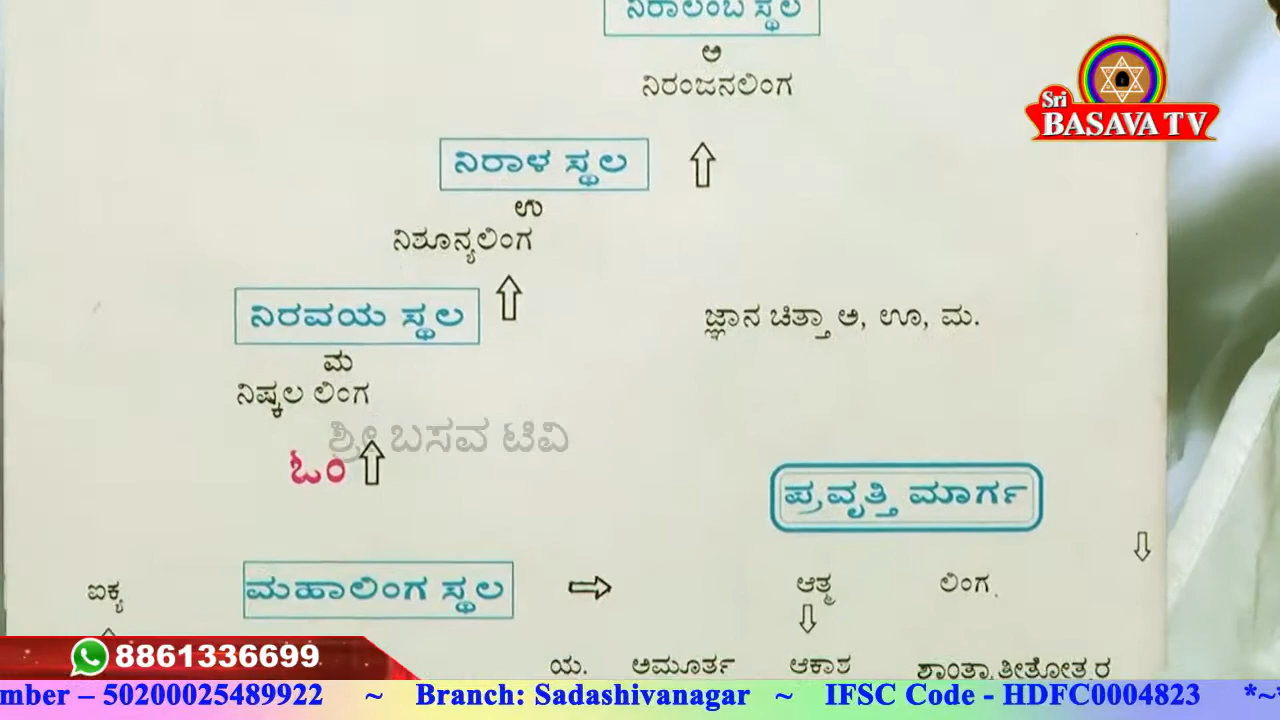 ನಿರಾಲಂಬ ಸ್ಥಲ
ಅ
ನಿರಂಜನಲಿಂಗ
Sri
BASAVA TV
ನಿರಾಳ ಸ್ಥಲ
ಉ
ನಿಶೂನ್ಯಲಿಂಗ
ನಿರವಯ ಸ್ಥಲ
ಜ್ಞಾನ ಚಿತ್ತಾ ಅ, ಊ, ಮ.
ಮ
ನಿಷ್ಕಲ ಲಿಂಗ
ಶ್ರೀ ಬಸವ ಟಿವಿ
ಓಂ
ಪ್ರವೃತ್ತಿ ಮಾರ್ಗ
ಐಕ್ಯ ಮಹಾಲಿಂಗ ಸ್ಥಲ ಆತ್ಮ ಲಿಂಗ.
ಯ. ಅಮೂರ್ತ ಆಕಾಶ ಶಾಂತ್ಯಾತೀತೋತ್ತರ
8861336699
mber – 50200025489922 ~ Branch: Sadashivanagar ~ IFSC Code - HDFC0004823 *~*